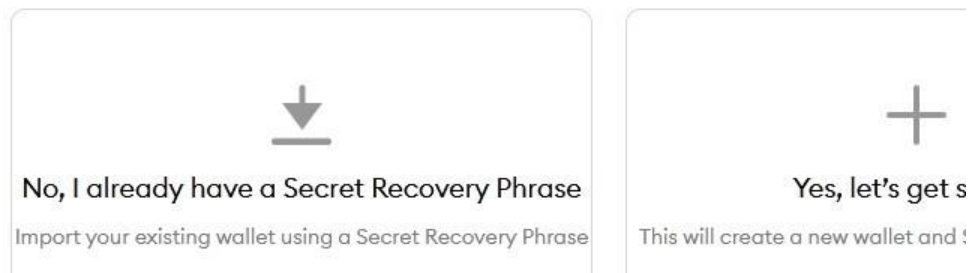 No, I already have a Secret Recovery Phrase
Import your existing wallet using a Secret Recovery Phrase
Yes, let’s get s
This will create a new wallet and S